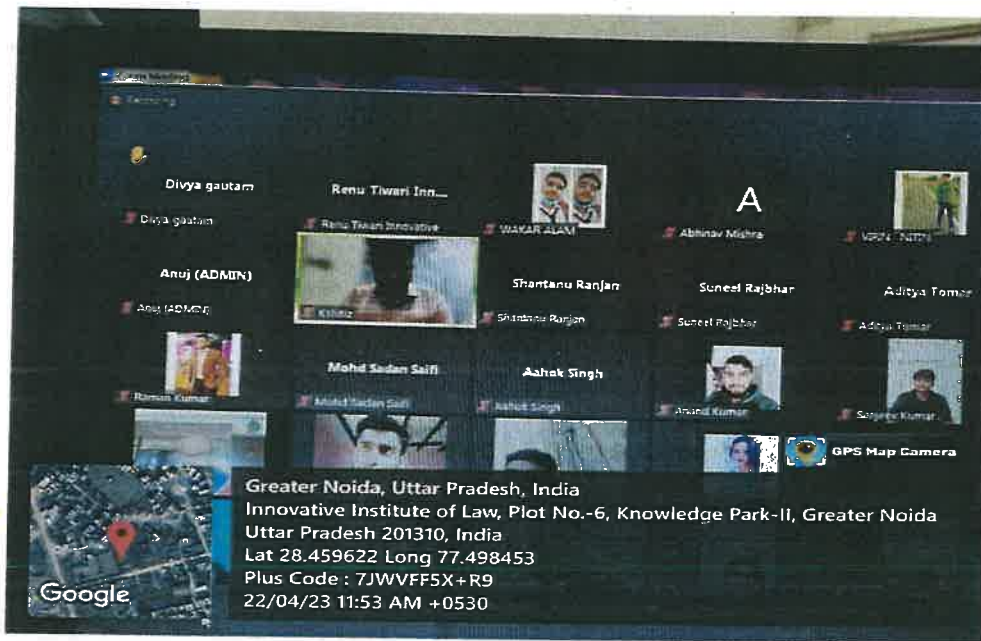 Zoom Meeting
Recording
Divya gautam
Renu Tiwari Inn...
A
Divya gautam
Renu Tiwari Innovative
WAKAR ALAM
Abhinav Mishra
Anuj (ADMIN)
Shantanu Ranjan
Suneel Rajbhar
Aditya Tomar
Anuj (ADMIN)
Kshitiz
Shantanu Ranjan
Suneel Rajbhar
Aditya Tomar
Mohd Sadan Saifi
Aahok Singh
Raman Kumar
Mohd Sadan Saifi
Aahok Singh
Anand Kumar
Sanjeev Kumar
GPS Map Camera
Greater Noida, Uttar Pradesh, India
Innovative Institute of Law, Plot No.-6, Knowledge Park-II, Greater Noida
Uttar Pradesh 201310, India
Lat 28.459622 Long 77.498453
Plus Code : 7JWVFF5X+R9
22/04/23 11:53 AM +0530
Google